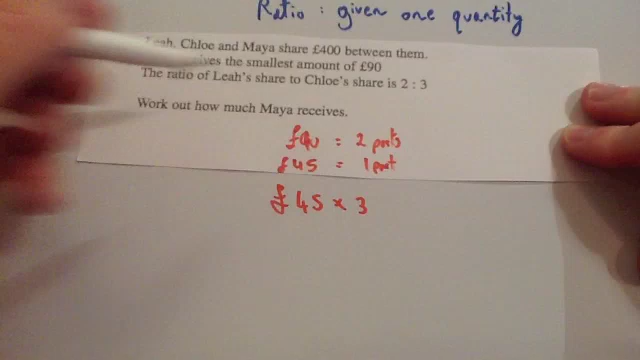 Ratio : given one quantity
Leah, Chloe and Maya share £400 between them.
the smallest amount of £90
The ratio of Leah's share to Chloe's share is 2 : 3
Work out how much Maya receives.
£90 = 2 parts
£45 = 1 part
£45 × 3